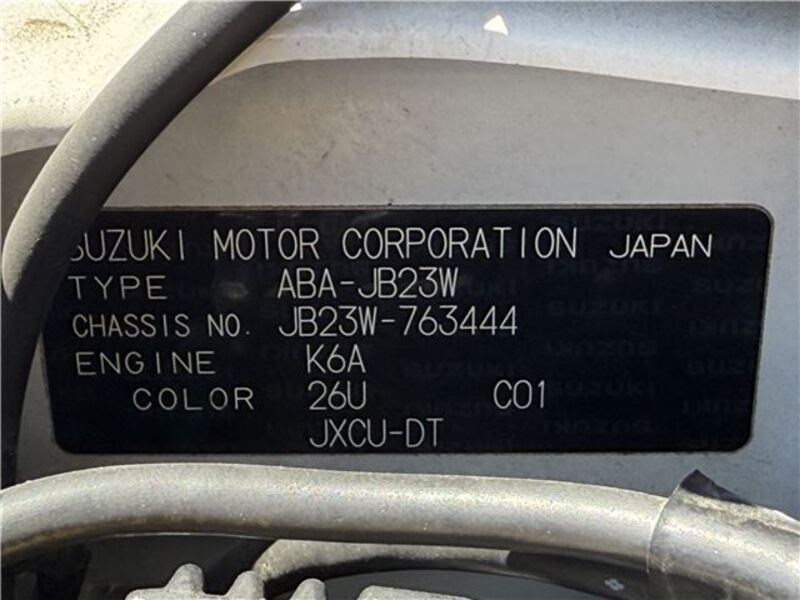 SUZUKI MOTOR CORPORATION JAPAN
TYPE ABA-JB23W
CHASSIS NO. JB23W-763444
ENGINE K6A
COLOR 26U C01
JXCU-DT